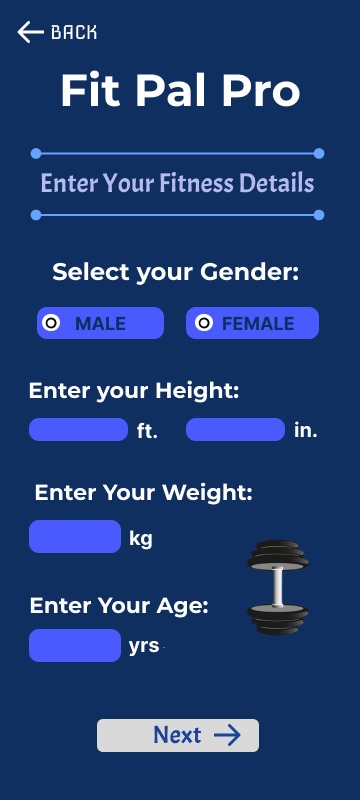 BACK
Fit Pal Pro
Enter Your Fitness Details
Select your Gender:
MALE FEMALE
Enter your Height:
ft. in.
Enter Your Weight:
kg
Enter Your Age:
yrs
Next